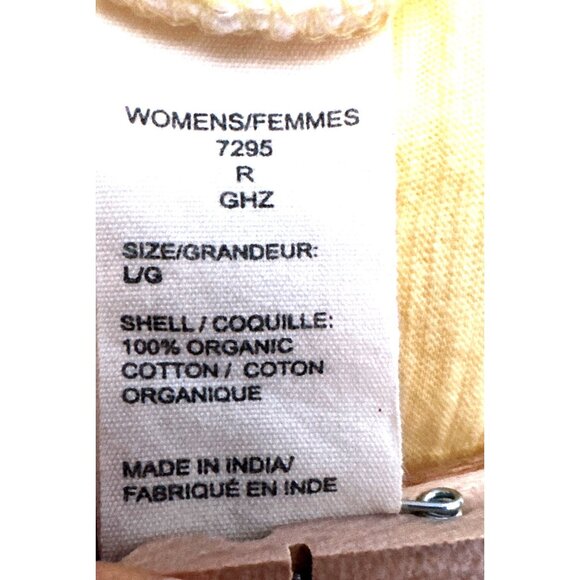 WOMENS/FEMMES
7295
R
GHZ
SIZE/GRANDEUR:
L/G
SHELL / COQUILLE:
100% ORGANIC
COTTON / COTON
ORGANIQUE
MADE IN INDIA/
FABRIQUÉ EN INDE